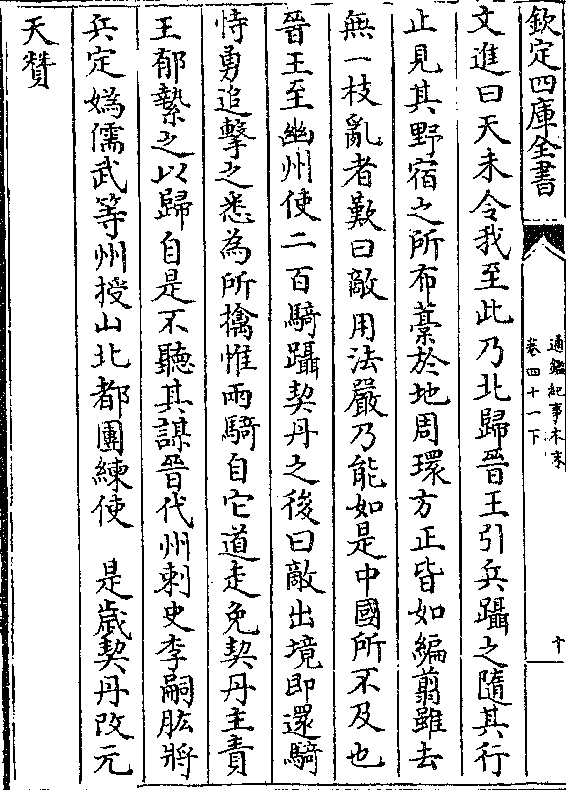 欽定四庫全書
通鑑紀事本末
卷四十一下
十
文進曰天未令我至此乃北歸晉王引兵躡之隨其行
止見其野宿之所布藁於地周環方正皆如編翦雖去
無一枝亂者歎曰敵用法嚴乃能如是中國所不及也
晉王至幽州使二百騎躡契丹之後曰敵出境即還騎
恃勇追擊之悉為所擒惟兩騎自它道走免契丹主責
王郁縶之以歸自是不聽其謀晉代州刺史李嗣肱將
兵定媯儒武等州授山北都團練使　是歲契丹改元
天贊